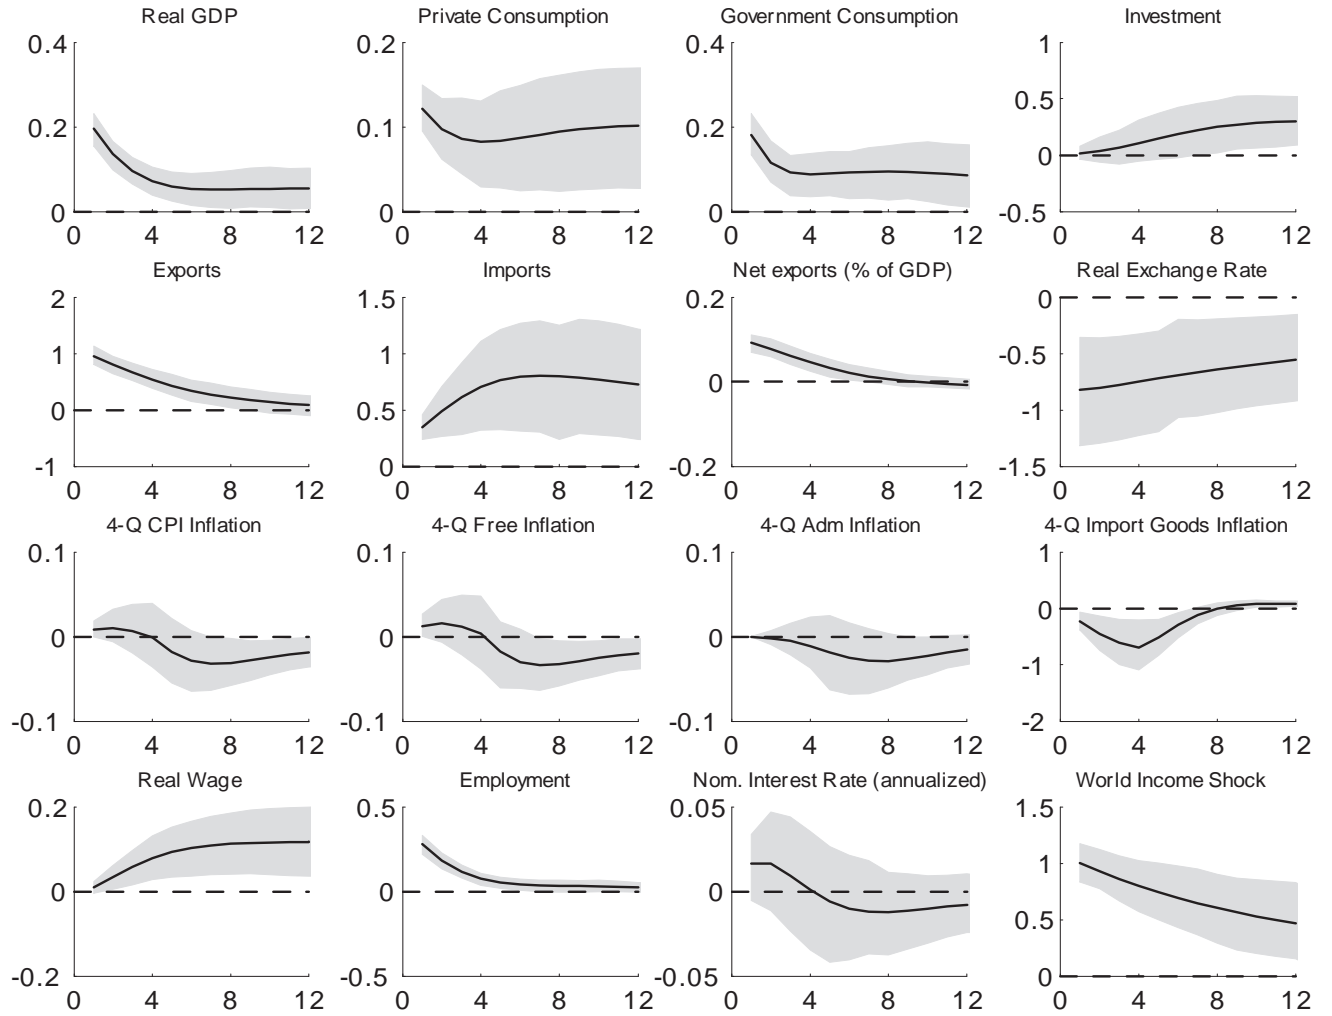 Real GDP Private Consumption Government Consumption Investment
0.4 0.2 0.4 1
0.2 0.1 0.2 0.5
0
0 0 0 -0.5
0 4 8 12 0 4 8 12 0 4 8 12 0 4 8 12
Exports Imports Net exports (% of GDP) Real Exchange Rate
2 1.5 0.2 0
1 1 -0.5
0 0.5 0 -1
-1 0 -0.2 -1.5
0 4 8 12 0 4 8 12 0 4 8 12 0 4 8 12
4-Q CPI Inflation 4-Q Free Inflation 4-Q Adm Inflation 4-Q Import Goods Inflation
0.1 0.1 0.1 1
0 0 0 0
-1
-0.1 -0.1 -0.1 -2
0 4 8 12 0 4 8 12 0 4 8 12 0 4 8 12
Real Wage Employment Nom. Interest Rate (annualized) World Income Shock
0.2 0.5 0.05 1.5
0 0 0 1
0.5
-0.2 -0.5 -0.05 0
0 4 8 12 0 4 8 12 0 4 8 12 0 4 8 12